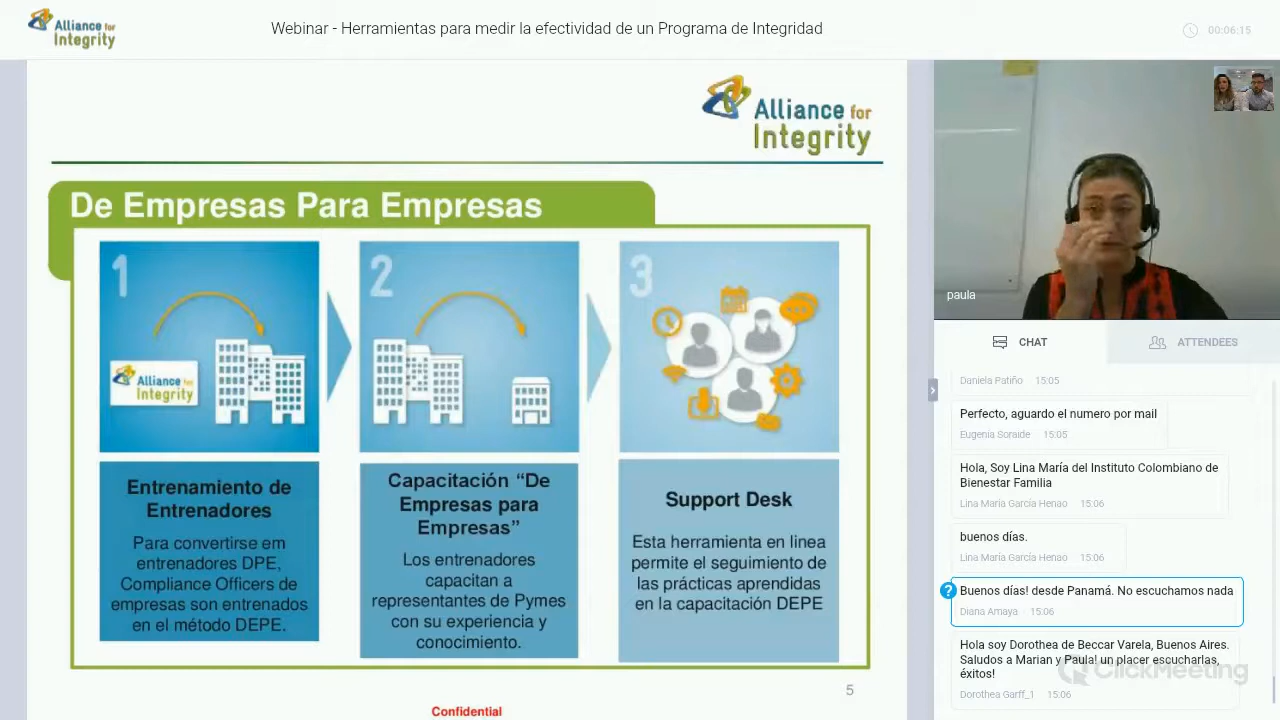 Alliance for
Integrity
Webinar - Herramientas para medir la efectividad de un Programa de Integridad
00:06:15
Alliance for
Integrity
De Empresas Para Empresas
1
Alliance for
Integrity
Entrenamiento de
Entrenadores
Para convertirse em
entrenadores DPE,
Compliance Officers de
empresas son entrenados
en el método DEPE.
2
Capacitación “De
Empresas para
Empresas”
Los entrenadores
capacitan a
representantes de Pymes
con su experiencia y
conocimiento.
3
Support Desk
Esta herramienta en linea
permite el seguimiento de
las prácticas aprendidas
en la capacitación DEPE
5
Confidential
paula
CHAT
ATTENDEES
Daniela Patiño 15:05
Perfecto, aguardo el numero por mail
Eugenia Soraide 15:05
Hola, Soy Lina María del Instituto Colombiano de
Bienestar Familia
Lina María García Henao 15:06
buenos días.
Lina María García Henao 15:06
?
Buenos días! desde Panamá. No escuchamos nada
Diana Amaya · 15:06
Hola soy Dorothea de Beccar Varela, Buenos Aires.
Saludos a Marian y Paula! un placer escucharlas,
éxitos!
Dorothea Garff_1 15:06
ClickMeeting